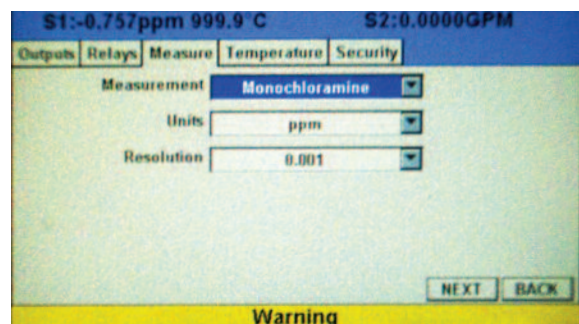 S1:-0.757ppm 999.9°C S2:0.0000GPM
Outputs Relays Measure Temperature Security
Measurement Monochloramine
Units ppm
Resolution 0.001
NEXT BACK
Warning